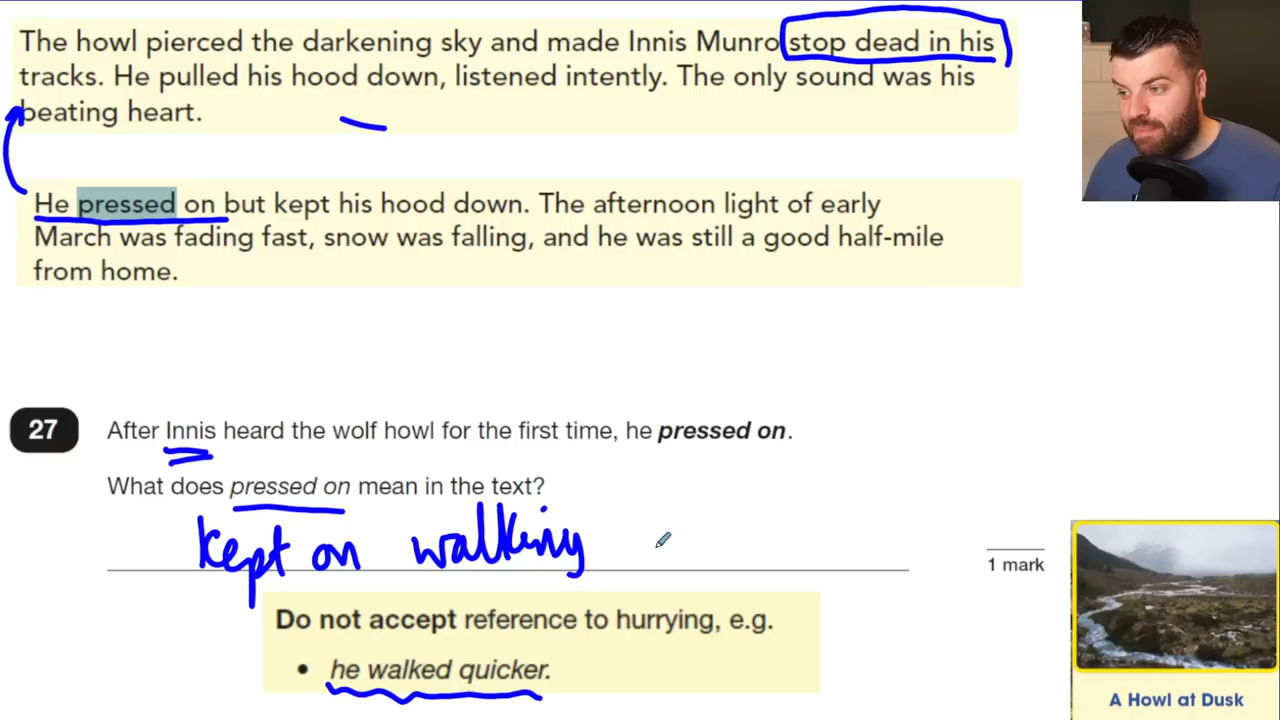 The howl pierced the darkening sky and made Innis Munro stop dead in his
tracks. He pulled his hood down, listened intently. The only sound was his
beating heart.
He pressed on but kept his hood down. The afternoon light of early
March was fading fast, snow was falling, and he was still a good half-mile
from home.
27
After Innis heard the wolf howl for the first time, he pressed on.
What does pressed on mean in the text?
kept on walking
1 mark
Do not accept reference to hurrying, e.g.
• he walked quicker.
A Howl at Dusk